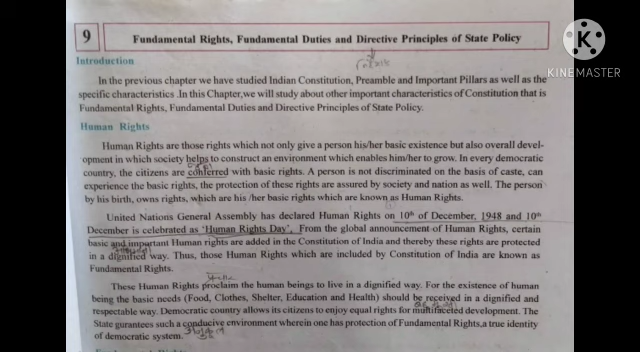 9
Fundamental Rights, Fundamental Duties and Directive Principles of State Policy
KINEMASTER
Introduction
In the previous chapter we have studied Indian Constitution, Preamble and Important Pillars as well as the
specific characteristics .In this Chapter, we will study about other important characteristics of Constitution that is
Fundamental Rights, Fundamental Duties and Directive Principles of State Policy.
Human Rights
Human Rights are those rights which not only give a person his/her basic existence but also overall devel-
opment in which society helps to construct an environment which enables him/her to grow. In every democratic
country, the citizens are conferred with basic rights. A person is not discriminated on the basis of caste, can
experience the basic rights, the protection of these rights are assured by society and nation as well. The person
by his birth, owns rights, which are his/her basic rights which are known as Human Rights.
United Nations General Assembly has declared Human Rights on 10th of December, 1948 and 10th
December is celebrated as 'Human Rights Day'. From the global announcement of Human Rights, certain
basic and important Human rights are added in the Constitution of India and thereby these rights are protected
in a dignified way. Thus, those Human Rights which are included by Constitution of India are known as
Fundamental Rights.
These Human Rights proclaim the human beings to live in a dignified way. For the existence of human
being the basic needs (Food, Clothes, Shelter, Education and Health) should be received in a dignified and
respectable way. Democratic country allows its citizens to enjoy equal rights for multifaceted development. The
State gurantees such a conducive environment wherein one has protection of Fundamental Rights,a true identity
of democratic system.